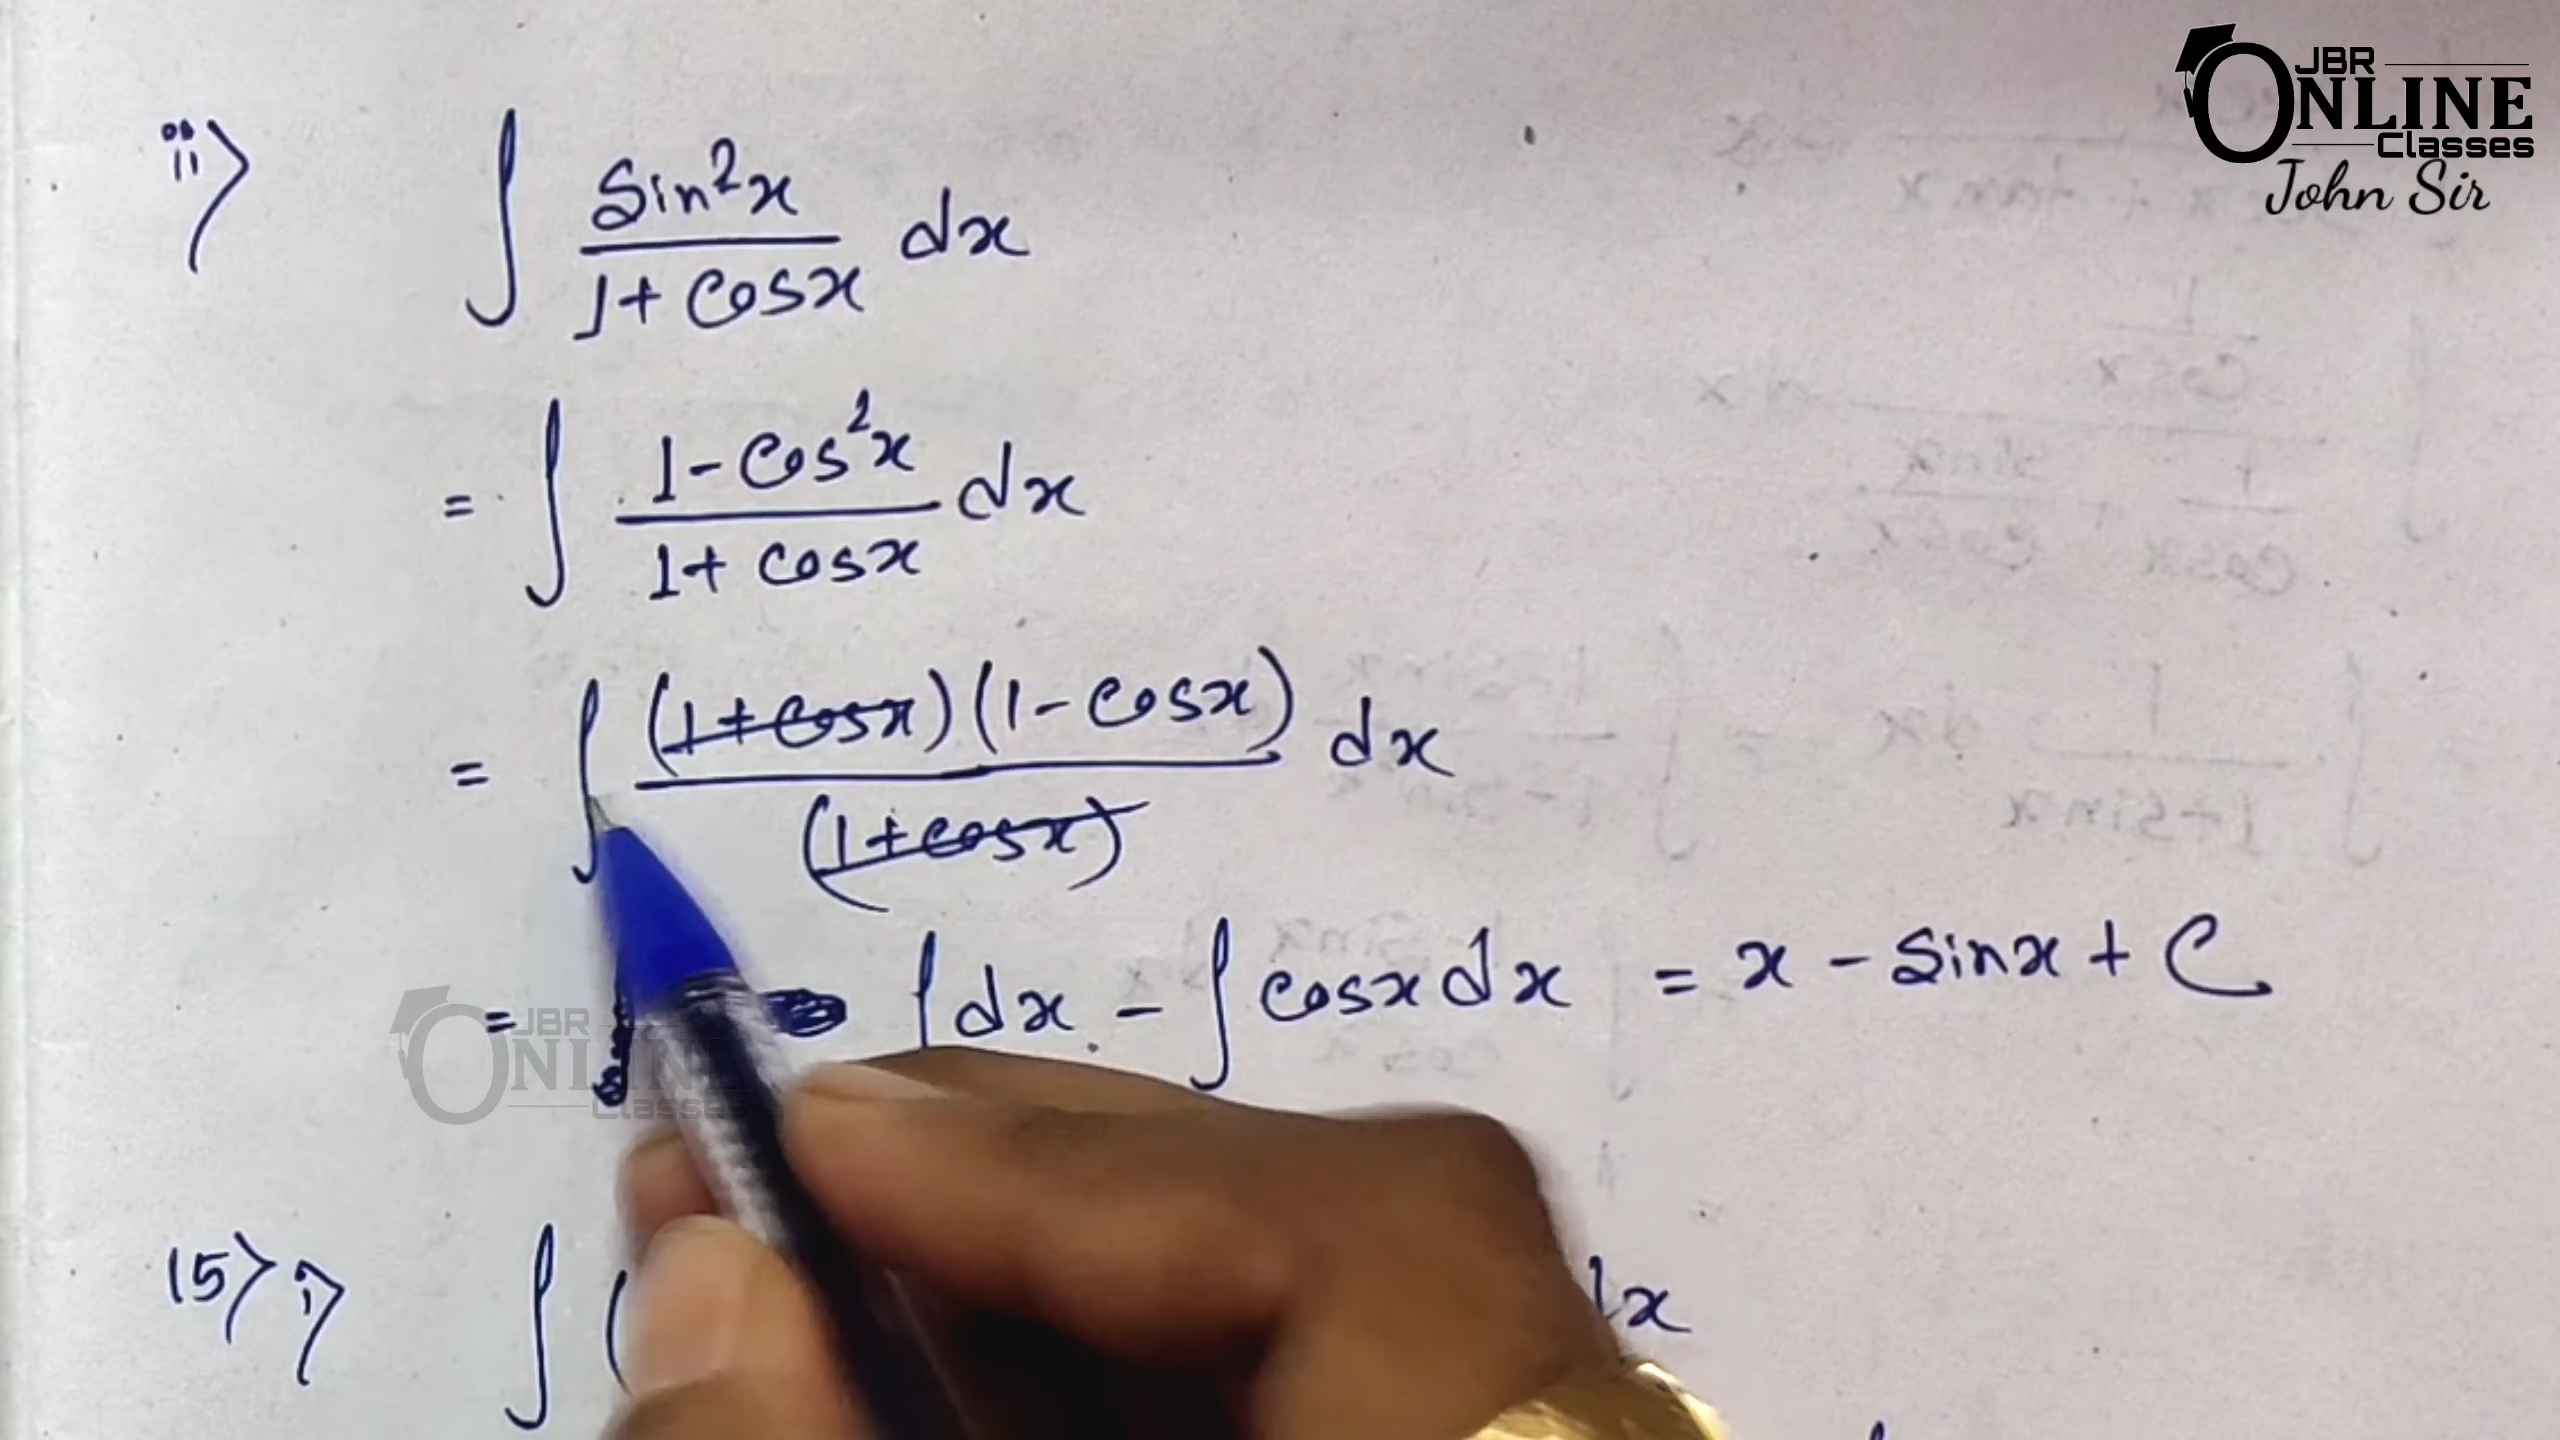 JBR
ONLINE
Classes
John Sir
ii> ∫ Sin²x / 1 + Cosx dx
= ∫ 1 - Cos²x / 1 + Cosx dx
= ∫ (1 + Cosx)(1 - Cosx) / (1 + Cosx) dx
= ∫ dx - ∫ Cosx dx = x - Sinx + C
JBR
ONLINE
Classes
15> i> ∫ ( dx